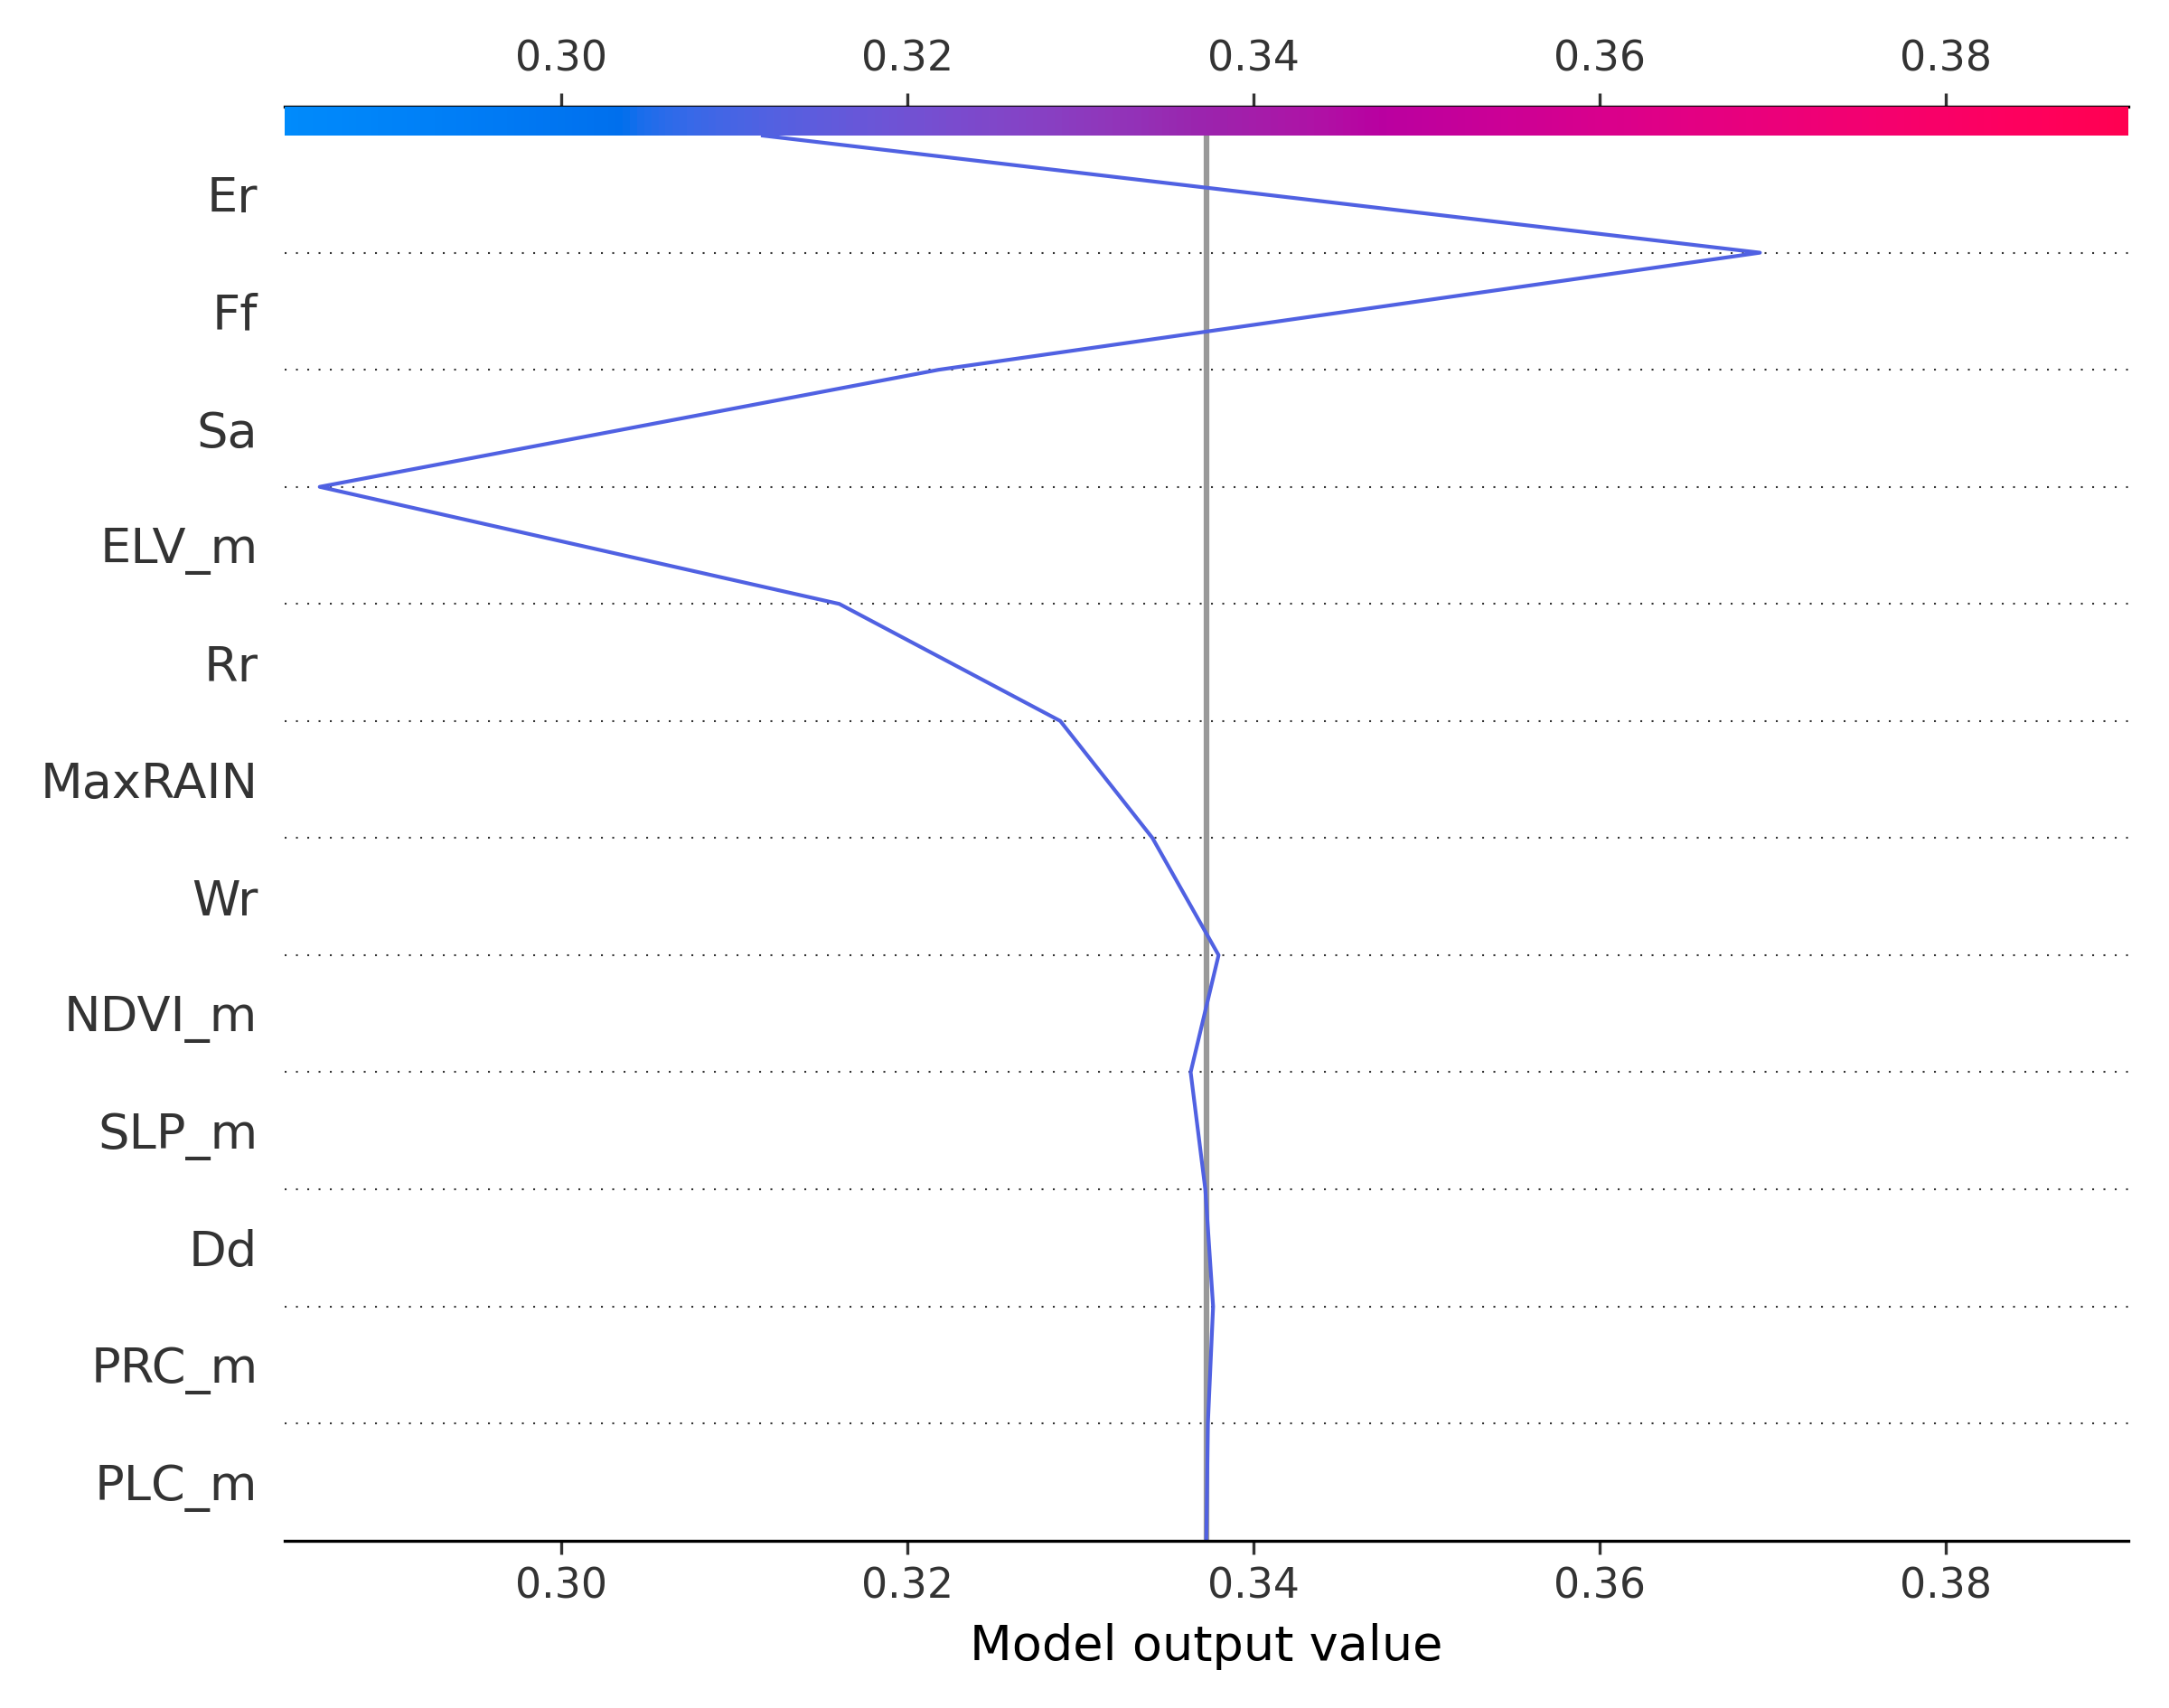 0.30 0.32 0.34 0.36 0.38
Er
Ff
Sa
ELV_m
Rr
MaxRAIN
Wr
NDVI_m
SLP_m
Dd
PRC_m
PLC_m
0.30 0.32 0.34 0.36 0.38
Model output value